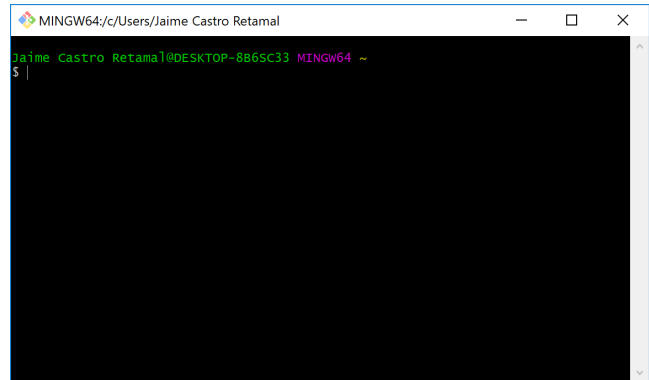 MINGW64:/c/Users/Jaime Castro Retamal
Jaime Castro Retamal@DESKTOP-8B6SC33 MINGW64 ~
$